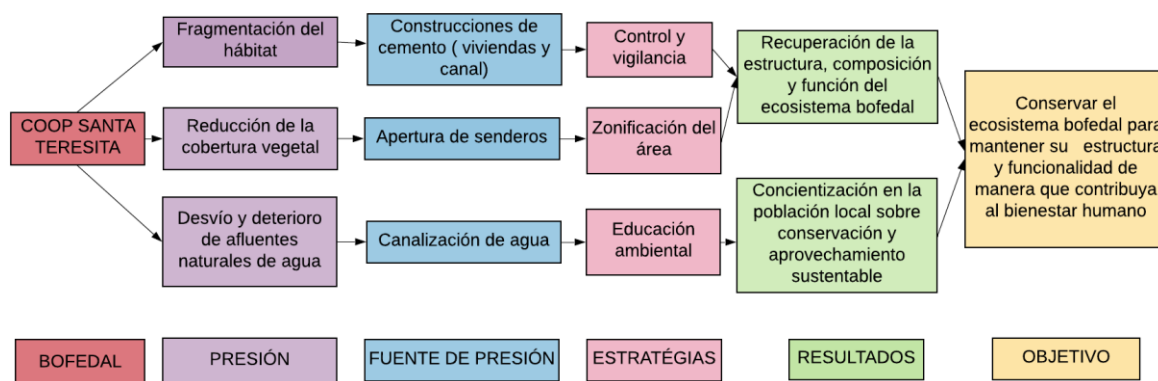 Fragmentación del
hábitat
Construcciones de
cemento ( viviendas y
canal)
Control y
vigilancia
Recuperación de la
estructura, composición
y función del
ecosistema bofedal
COOP SANTA
TERESITA
Reducción de la
cobertura vegetal
Apertura de senderos
Zonificación del
área
Conservar el
ecosistema bofedal para
mantener su estructura
y funcionalidad de
manera que contribuya
al bienestar humano
Desvío y deterioro
de afluentes
naturales de agua
Canalización de agua
Educación
ambiental
Concientización en la
población local sobre
conservación y
aprovechamiento
sustentable
BOFEDAL
PRESIÓN
FUENTE DE PRESIÓN
ESTRATÉGIAS
RESULTADOS
OBJETIVO